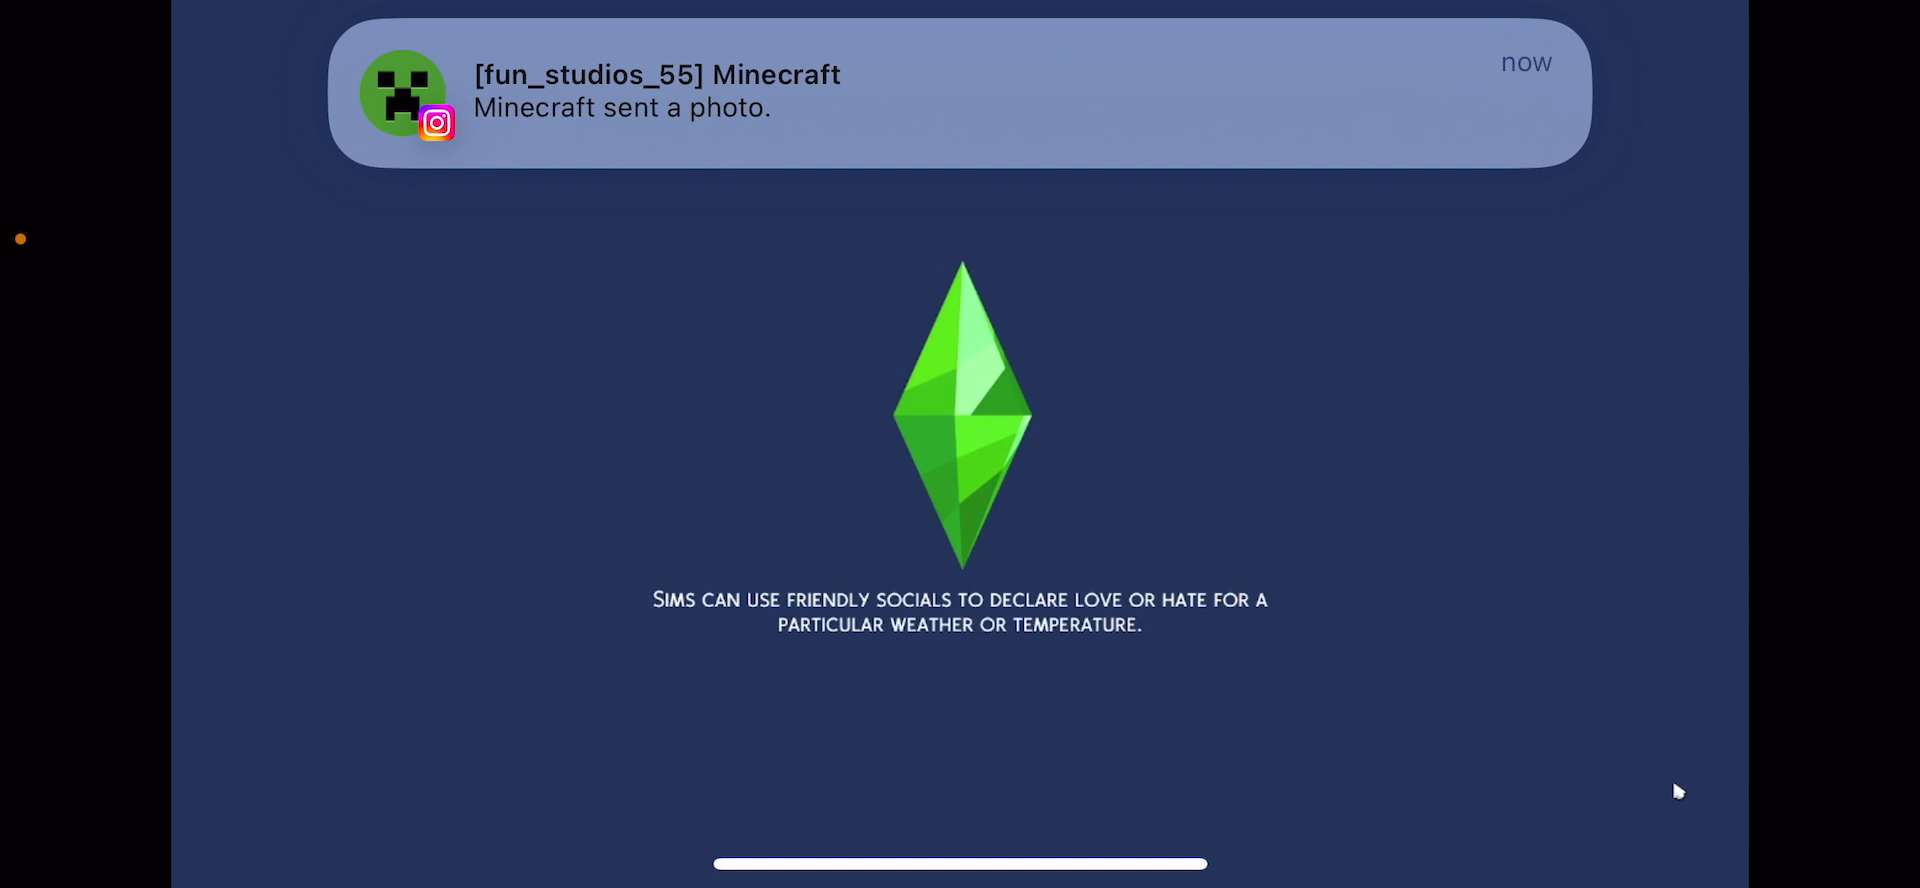 [fun_studios_55] Minecraft
now
Minecraft sent a photo.
Sims can use friendly socials to declare love or hate for a
particular weather or temperature.